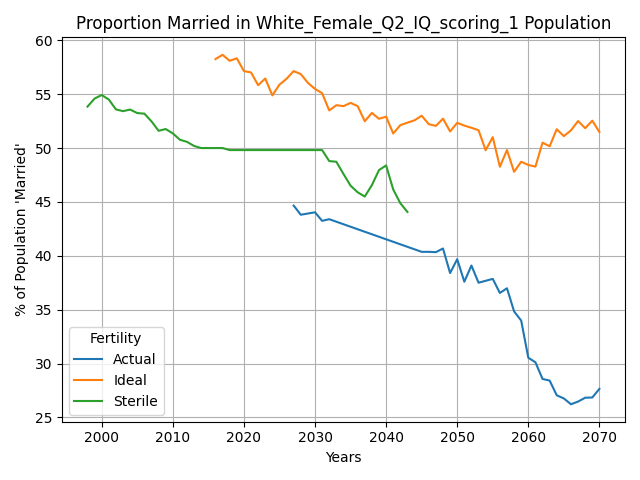 Proportion Married in White_Female_Q2_IQ_scoring_1 Population
% of Population 'Married'
60
55
50
45
40
35
30
25
Fertility
Actual
Ideal
Sterile
2000 2010 2020 2030 2040 2050 2060 2070
Years